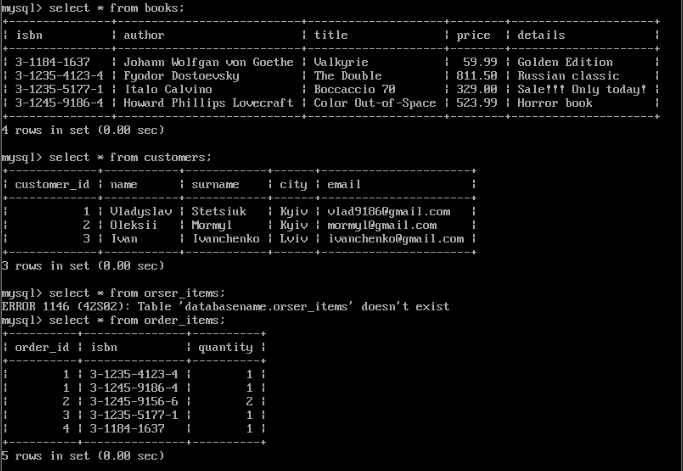 mysql> select * from books;
+---------------+---------------------------+--------------------+--------+--------------------+
| isbn          | author                    | title              | price  | details            |
+---------------+---------------------------+--------------------+--------+--------------------+
| 3-1184-1637   | Johann Wolfgan von Goethe | Valkyrie           |  59.99 | Golden Edition     |
| 3-1235-4123-4 | Fyodor Dostoevsky         | The Double         | 811.50 | Russian classic    |
| 3-1235-5177-1 | Italo Calvino             | Boccaccio 70       | 329.00 | Sale!!! Only today! |
| 3-1245-9186-4 | Howard Phillips Lovecraft | Color Out-of-Space | 523.99 | Horror book        |
+---------------+---------------------------+--------------------+--------+--------------------+
4 rows in set (0.00 sec)
mysql> select * from customers;
+-------------+-----------+------------+------+----------------------+
| customer_id | name      | surname    | city | email                |
+-------------+-----------+------------+------+----------------------+
|           1 | Vladyslav | Stetsiuk   | Kyiv | vlad9186@gmail.com   |
|           2 | Oleksii   | Mormyl     | Kyiv | mormyl@gmail.com     |
|           3 | Ivan      | Ivanchenko | Lviv | ivanchenko@gmail.com |
+-------------+-----------+------------+------+----------------------+
3 rows in set (0.00 sec)
mysql> select * from orser_items;
ERROR 1146 (42S02): Table 'databasename.orser_items' doesn't exist
mysql> select * from order_items;
+----------+---------------+----------+
| order_id | isbn          | quantity |
+----------+---------------+----------+
|        1 | 3-1235-4123-4 |        1 |
|        1 | 3-1245-9186-4 |        1 |
|        2 | 3-1245-9156-6 |        2 |
|        3 | 3-1235-5177-1 |        1 |
|        4 | 3-1184-1637   |        1 |
+----------+---------------+----------+
5 rows in set (0.00 sec)